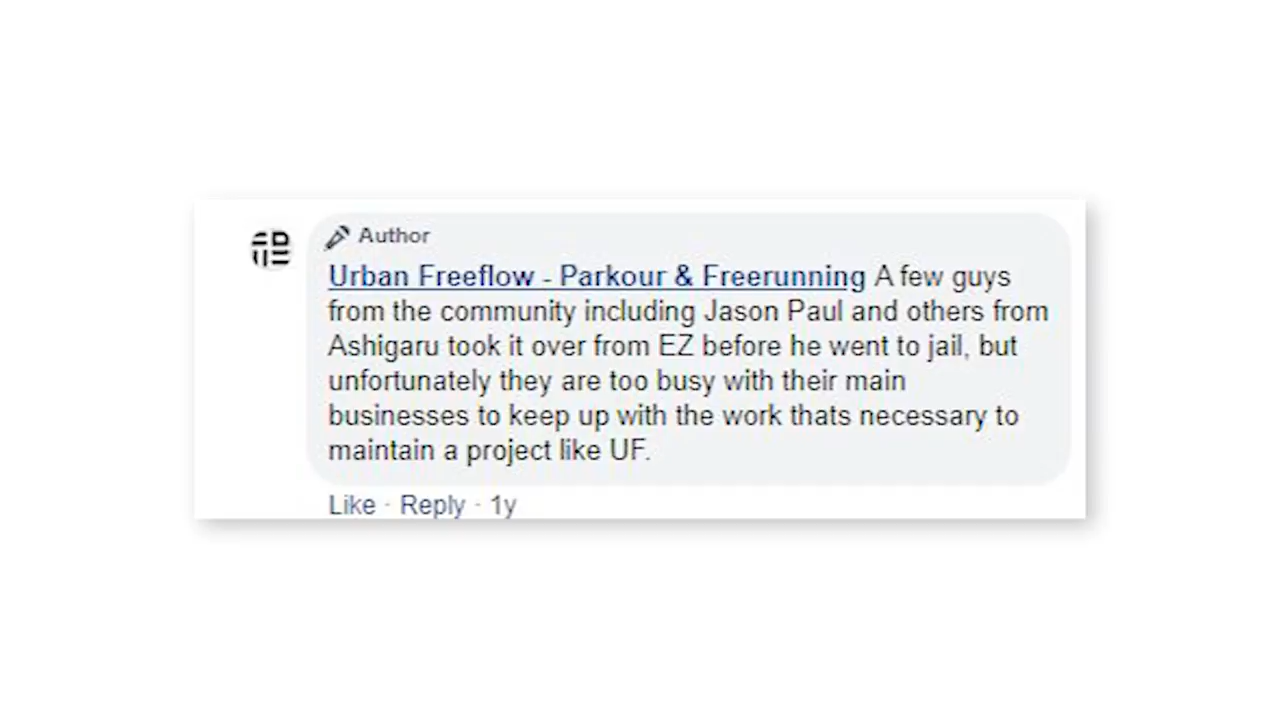 Author
Urban Freeflow - Parkour & Freerunning A few guys
from the community including Jason Paul and others from
Ashigaru took it over from EZ before he went to jail, but
unfortunately they are too busy with their main
businesses to keep up with the work thats necessary to
maintain a project like UF.
Like · Reply · 1y